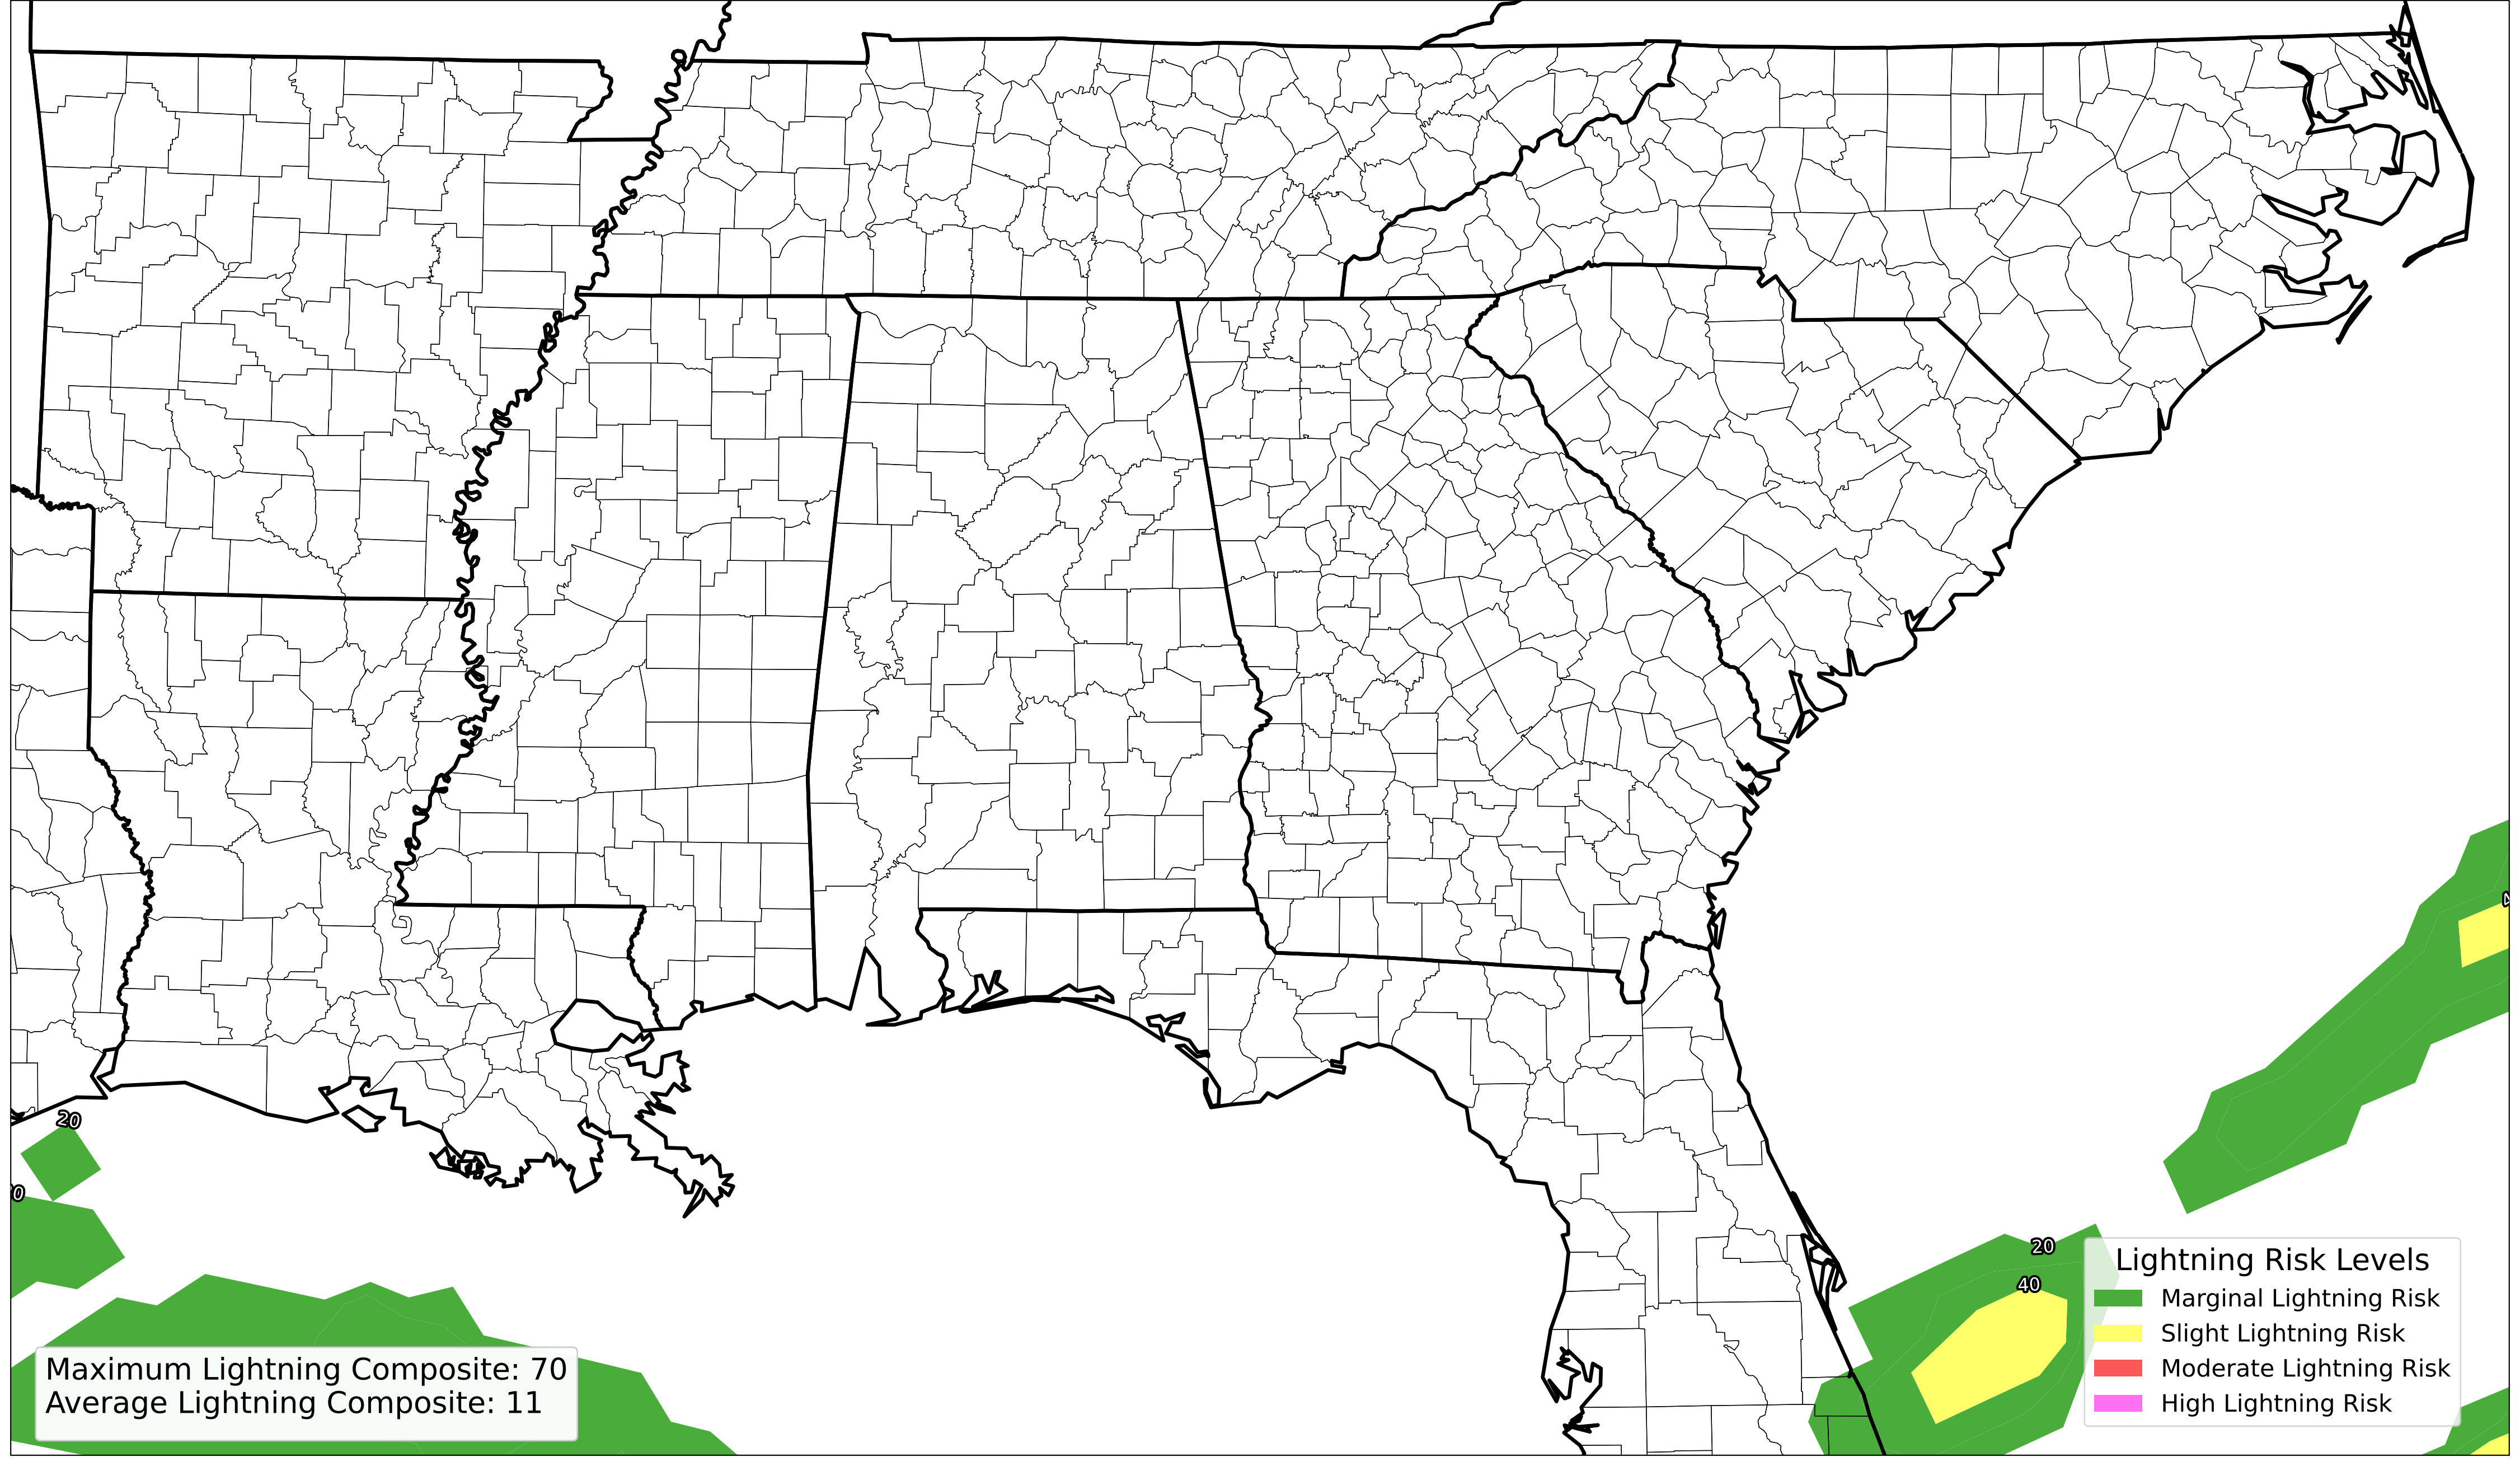 20
20
40
Lightning Risk Levels
Marginal Lightning Risk
Slight Lightning Risk
Moderate Lightning Risk
High Lightning Risk
Maximum Lightning Composite: 70
Average Lightning Composite: 11